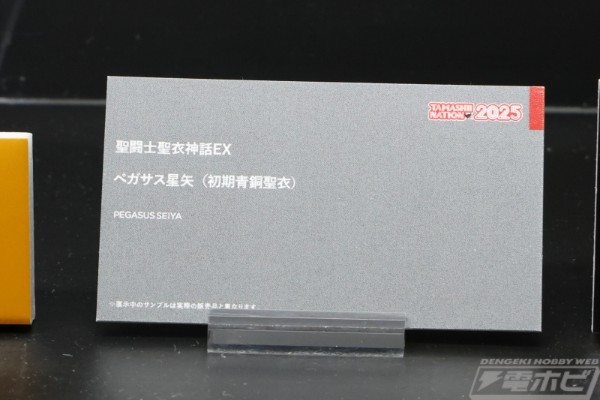 TAMASHII
NATION 2025
聖闘士聖衣神話EX
ペガサス星矢（初期青銅聖衣）
PEGASUS SEIYA
※展示中のサンプルは実際の販売品と異なります。
DENGEKI HOBBY WEB
電ホビ